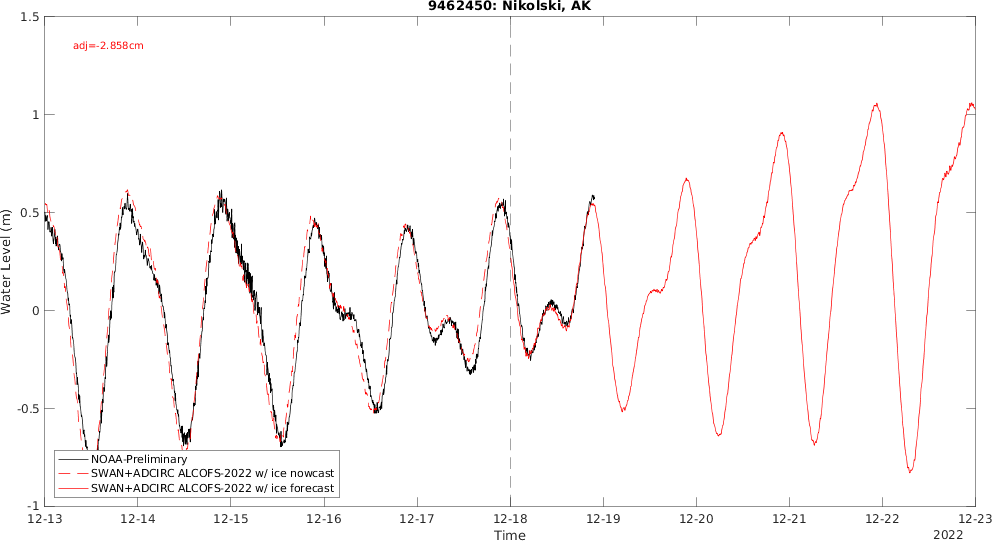 9462450: Nikolski, AK
adj=-2.858cm
Water Level (m)
1.5
1
0.5
0
-0.5
-1
NOAA-Preliminary
SWAN+ADCIRC ALCOFS-2022 w/ ice nowcast
SWAN+ADCIRC ALCOFS-2022 w/ ice forecast
12-13 12-14 12-15 12-16 12-17 12-18 12-19 12-20 12-21 12-22 12-23
Time
2022